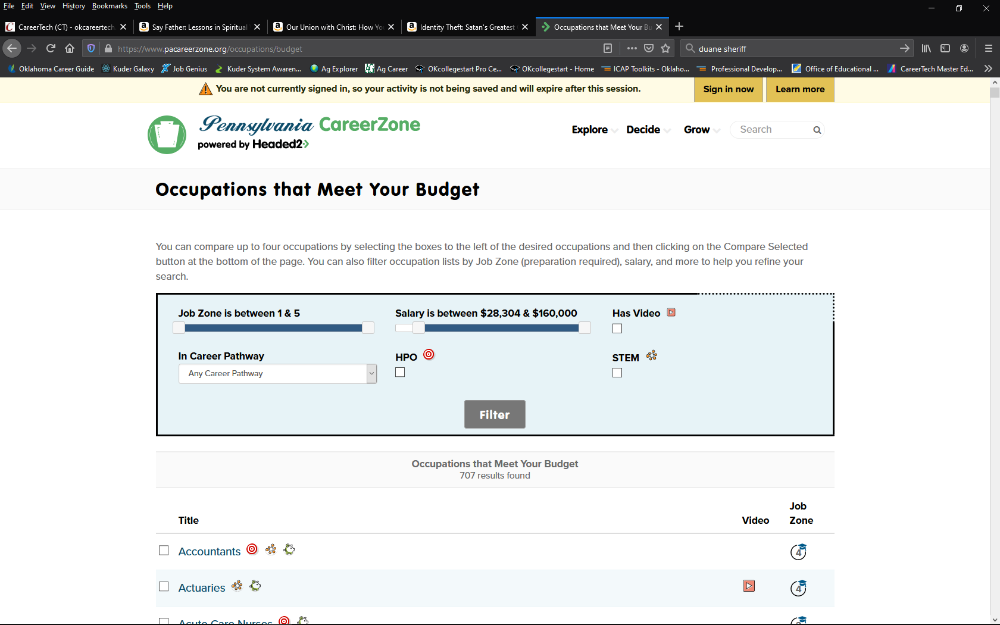 File Edit View History Bookmarks Tools Help
CareerTech (CT) - okcareertech.
Say Father: Lessons in Spiritual
Our Union with Christ: How Yo
Identity Theft: Satan's Greatest
Occupations that Meet Your Bu
https://www.pacareerzone.org/occupations/budget
duane sheriff
Oklahoma Career Guide Kuder Galaxy Job Genius Kuder System Awaren... Ag Explorer Ag Career OKcollegestart Pro Ce... OKcollegestart - Home ICAP Toolkits - Oklaho... Professional Develop... Office of Educational ... CareerTech Master Ed...
You are not currently signed in, so your activity is not being saved and will expire after this session.
Sign in now
Learn more
Pennsylvania CareerZone
powered by Headed2
Explore Decide Grow Search
Occupations that Meet Your Budget
You can compare up to four occupations by selecting the boxes to the left of the desired occupations and then clicking on the Compare Selected
button at the bottom of the page. You can also filter occupation lists by Job Zone (preparation required), salary, and more to help you refine your
search.
Job Zone is between 1 & 5
Salary is between $28,304 & $160,000
Has Video
In Career Pathway
Any Career Pathway
HPO
STEM
Filter
Occupations that Meet Your Budget
707 results found
Title
Video
Job
Zone
Accountants
4
Actuaries
4
Acute Care Nurses